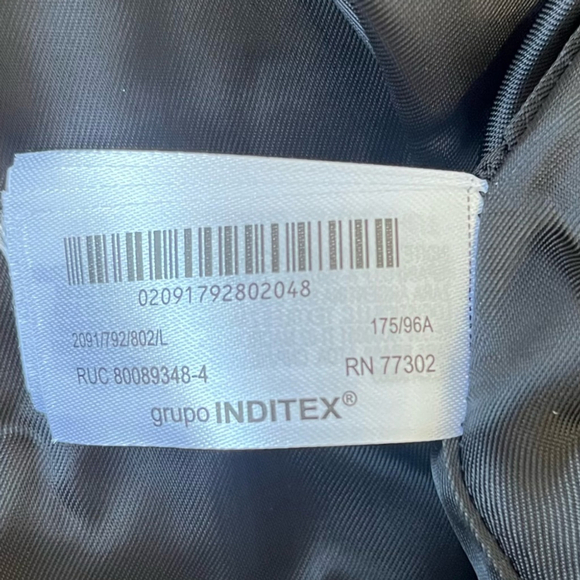 02091792802048
2091/792/802/L
175/96A
RUC 80089348-4
RN 77302
grupo INDITEX®